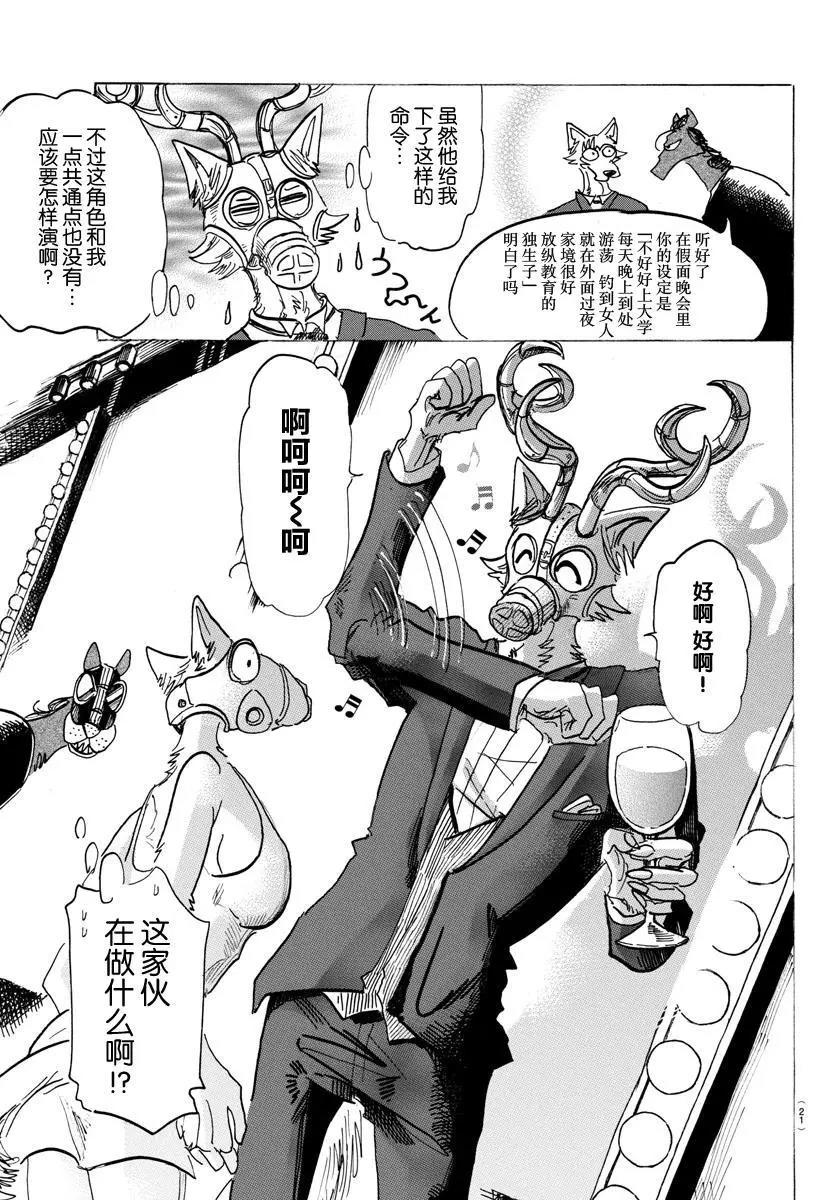 听好了
在假面晚会里
你的设定是
「不好好上大学
每天晚上到处
游荡 钓到女人
就在外面过夜
家境很好
放纵教育的
独生子」
明白了吗
虽然他给我
下了这样的
命令…
不过这角色和我
一点共通点也没有…
应该要怎样演啊?
好啊 好啊!
啊呵呵~呵
这家伙
在做什么啊!?
(21)